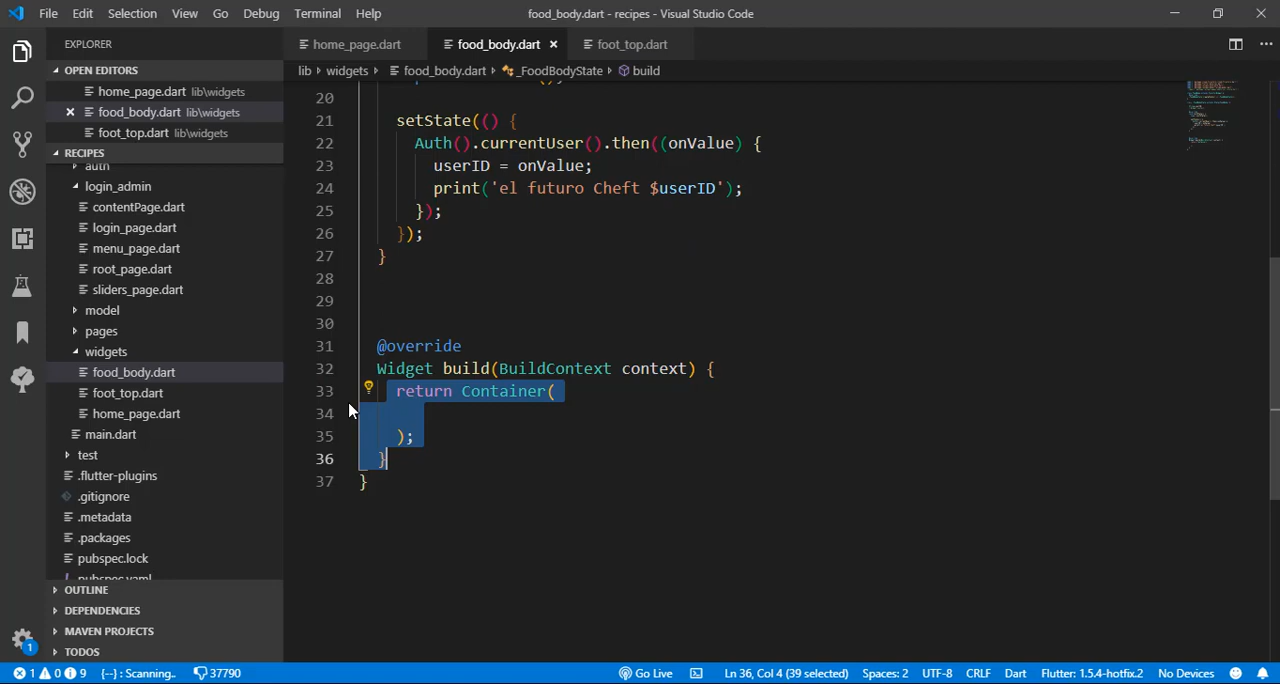 File Edit Selection View Go Debug Terminal Help
food_body.dart - recipes - Visual Studio Code
EXPLORER
home_page.dart
food_body.dart
foot_top.dart
OPEN EDITORS
home_page.dart lib\widgets
food_body.dart lib\widgets
foot_top.dart lib\widgets
RECIPES
auth
login_admin
contentPage.dart
login_page.dart
menu_page.dart
root_page.dart
sliders_page.dart
model
pages
widgets
food_body.dart
foot_top.dart
home_page.dart
main.dart
test
.flutter-plugins
.gitignore
.metadata
.packages
pubspec.lock
pubspec.yaml
OUTLINE
DEPENDENCIES
MAVEN PROJECTS
TODOS
lib widgets food_body.dart _FoodBodyState build
20
21 setState(() {
22 Auth().currentUser().then((onValue) {
23 userID = onValue;
24 print('el futuro Cheft $userID');
25 });
26 });
27 }
28
29
30
31 @override
32 Widget build(BuildContext context) {
33 return Container(
34
35 );
36 }
37 }
1
1 0 9 {--} : Scanning.. 37790 Go Live Ln 36, Col 4 (39 selected) Spaces: 2 UTF-8 CRLF Dart Flutter: 1.5.4-hotfix.2 No Devices